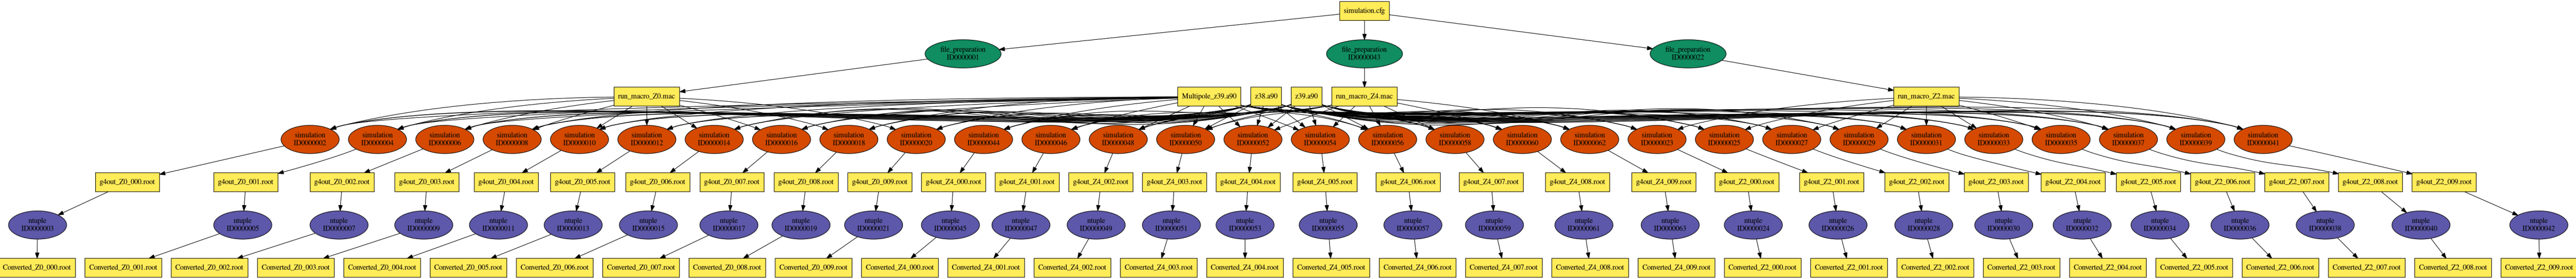 simulation.cfg
file_preparation
ID0000001
file_preparation
ID0000043
file_preparation
ID0000022
run_macro_Z0.mac
Multipole_z39.a90
z38.a90
z39.a90
run_macro_Z4.mac
run_macro_Z2.mac
simulation
ID0000002
simulation
ID0000004
simulation
ID0000006
simulation
ID0000008
simulation
ID0000010
simulation
ID0000012
simulation
ID0000014
simulation
ID0000016
simulation
ID0000018
simulation
ID0000020
simulation
ID0000044
simulation
ID0000046
simulation
ID0000048
simulation
ID0000050
simulation
ID0000052
simulation
ID0000054
simulation
ID0000056
simulation
ID0000058
simulation
ID0000060
simulation
ID0000062
simulation
ID0000023
simulation
ID0000025
simulation
ID0000027
simulation
ID0000029
simulation
ID0000031
simulation
ID0000033
simulation
ID0000035
simulation
ID0000037
simulation
ID0000039
simulation
ID0000041
g4out_Z0_000.root
g4out_Z0_001.root
g4out_Z0_002.root
g4out_Z0_003.root
g4out_Z0_004.root
g4out_Z0_005.root
g4out_Z0_006.root
g4out_Z0_007.root
g4out_Z0_008.root
g4out_Z0_009.root
g4out_Z4_000.root
g4out_Z4_001.root
g4out_Z4_002.root
g4out_Z4_003.root
g4out_Z4_004.root
g4out_Z4_005.root
g4out_Z4_006.root
g4out_Z4_007.root
g4out_Z4_008.root
g4out_Z4_009.root
g4out_Z2_000.root
g4out_Z2_001.root
g4out_Z2_002.root
g4out_Z2_003.root
g4out_Z2_004.root
g4out_Z2_005.root
g4out_Z2_006.root
g4out_Z2_007.root
g4out_Z2_008.root
g4out_Z2_009.root
ntuple
ID0000003
ntuple
ID0000005
ntuple
ID0000007
ntuple
ID0000009
ntuple
ID0000011
ntuple
ID0000013
ntuple
ID0000015
ntuple
ID0000017
ntuple
ID0000019
ntuple
ID0000021
ntuple
ID0000045
ntuple
ID0000047
ntuple
ID0000049
ntuple
ID0000051
ntuple
ID0000053
ntuple
ID0000055
ntuple
ID0000057
ntuple
ID0000059
ntuple
ID0000061
ntuple
ID0000063
ntuple
ID0000024
ntuple
ID0000026
ntuple
ID0000028
ntuple
ID0000030
ntuple
ID0000032
ntuple
ID0000034
ntuple
ID0000036
ntuple
ID0000038
ntuple
ID0000040
ntuple
ID0000042
Converted_Z0_000.root
Converted_Z0_001.root
Converted_Z0_002.root
Converted_Z0_003.root
Converted_Z0_004.root
Converted_Z0_005.root
Converted_Z0_006.root
Converted_Z0_007.root
Converted_Z0_008.root
Converted_Z0_009.root
Converted_Z4_000.root
Converted_Z4_001.root
Converted_Z4_002.root
Converted_Z4_003.root
Converted_Z4_004.root
Converted_Z4_005.root
Converted_Z4_006.root
Converted_Z4_007.root
Converted_Z4_008.root
Converted_Z4_009.root
Converted_Z2_000.root
Converted_Z2_001.root
Converted_Z2_002.root
Converted_Z2_003.root
Converted_Z2_004.root
Converted_Z2_005.root
Converted_Z2_006.root
Converted_Z2_007.root
Converted_Z2_008.root
Converted_Z2_009.root